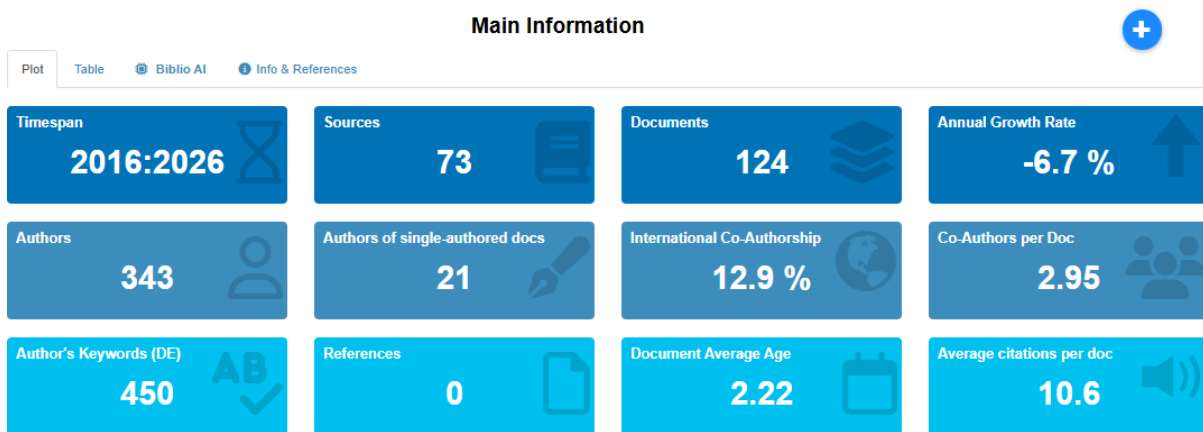 Main Information
Plot Table Biblio AI Info & References
Timespan Sources Documents Annual Growth Rate
2016:2026 73 124 -6.7 %
Authors Authors of single-authored docs International Co-Authorship Co-Authors per Doc
343 21 12.9 % 2.95
Author's Keywords (DE) References Document Average Age Average citations per doc
450 0 2.22 10.6